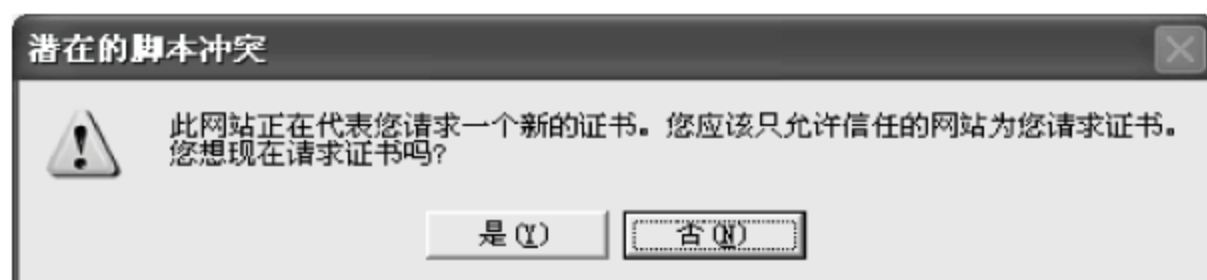 潜在的脚本冲突
此网站正在代表您请求一个新的证书。您应该只允许信任的网站为您请求证书。
您想现在请求证书吗?
是(Y) 否(N)